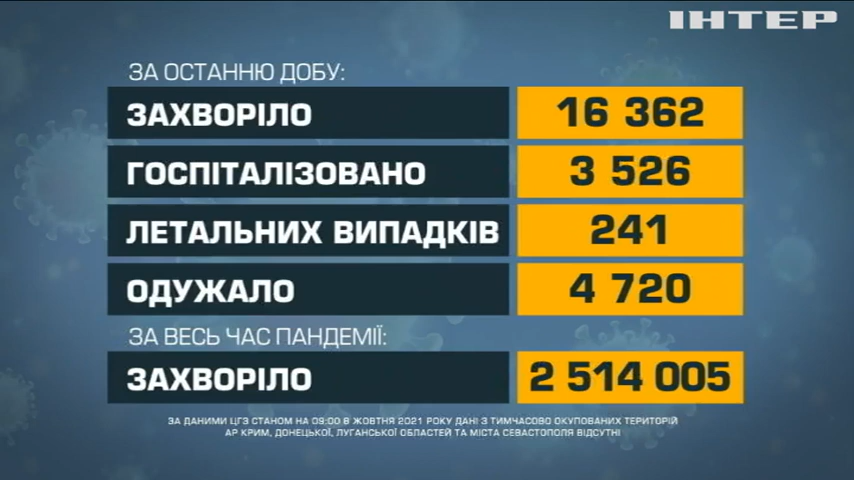 ІНТЕР
ЗА ОСТАННЮ ДОБУ:
ЗАХВОРІЛО 16 362
ГОСПІТАЛІЗОВАНО 3 526
ЛЕТАЛЬНИХ ВИПАДКІВ 241
ОДУЖАЛО 4 720
ЗА ВЕСЬ ЧАС ПАНДЕМІЇ:
ЗАХВОРІЛО 2 514 005
ЗА ДАНИМИ ЦГЗ СТАНОМ НА 09:00 8 ЖОВТНЯ 2021 РОКУ ДАНІ З ТИМЧАСОВО ОКУПОВАНИХ ТЕРИТОРІЙ
АР КРИМ, ДОНЕЦЬКОЇ, ЛУГАНСЬКОЇ ОБЛАСТЕЙ ТА МІСТА СЕВАСТОПОЛЯ ВІДСУТНІ